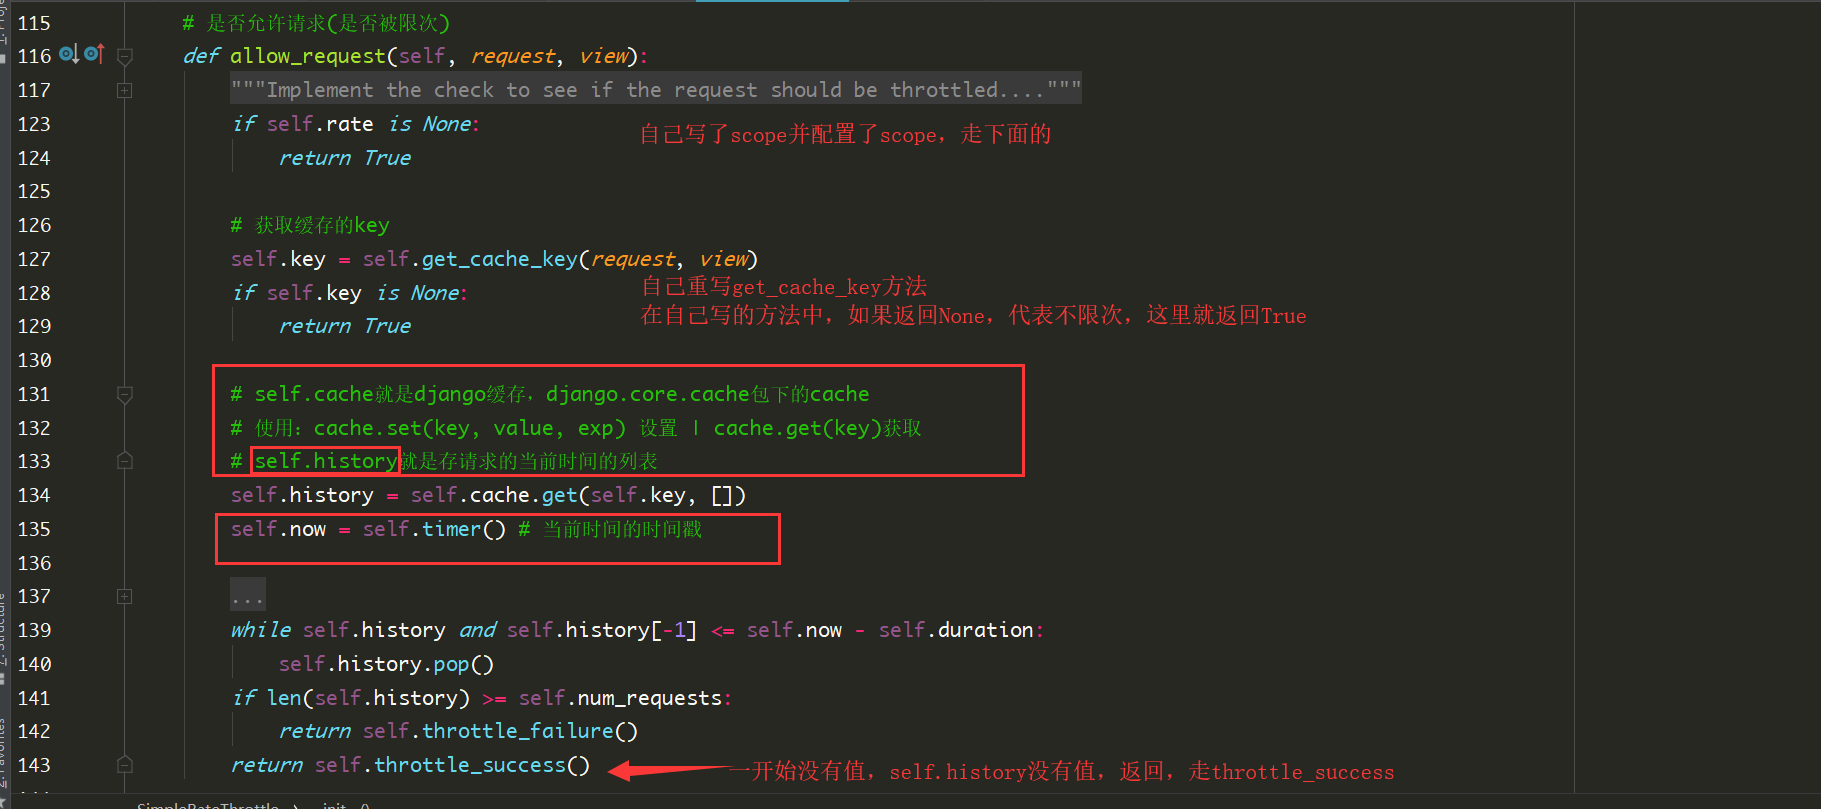 115 # 是否允许请求(是否被限次)
116 def allow_request(self, request, view):
117 """Implement the check to see if the request should be throttled...."""
123 if self.rate is None:
自己写了scope并配置了scope，走下面的
124 return True
125
126 # 获取缓存的key
127 self.key = self.get_cache_key(request, view)
自己重写get_cache_key方法
128 if self.key is None:
在自己写的方法中，如果返回None，代表不限次，这里就返回True
129 return True
130
131 # self.cache就是django缓存，django.core.cache包下的cache
132 # 使用：cache.set(key, value, exp) 设置 | cache.get(key)获取
133 # self.history就是存请求的当前时间的列表
134 self.history = self.cache.get(self.key, [])
135 self.now = self.timer() # 当前时间的时间戳
136
137 ...
139 while self.history and self.history[-1] <= self.now - self.duration:
140 self.history.pop()
141 if len(self.history) >= self.num_requests:
142 return self.throttle_failure()
143 return self.throttle_success()
一开始没有值，self.history没有值，返回，走throttle_success